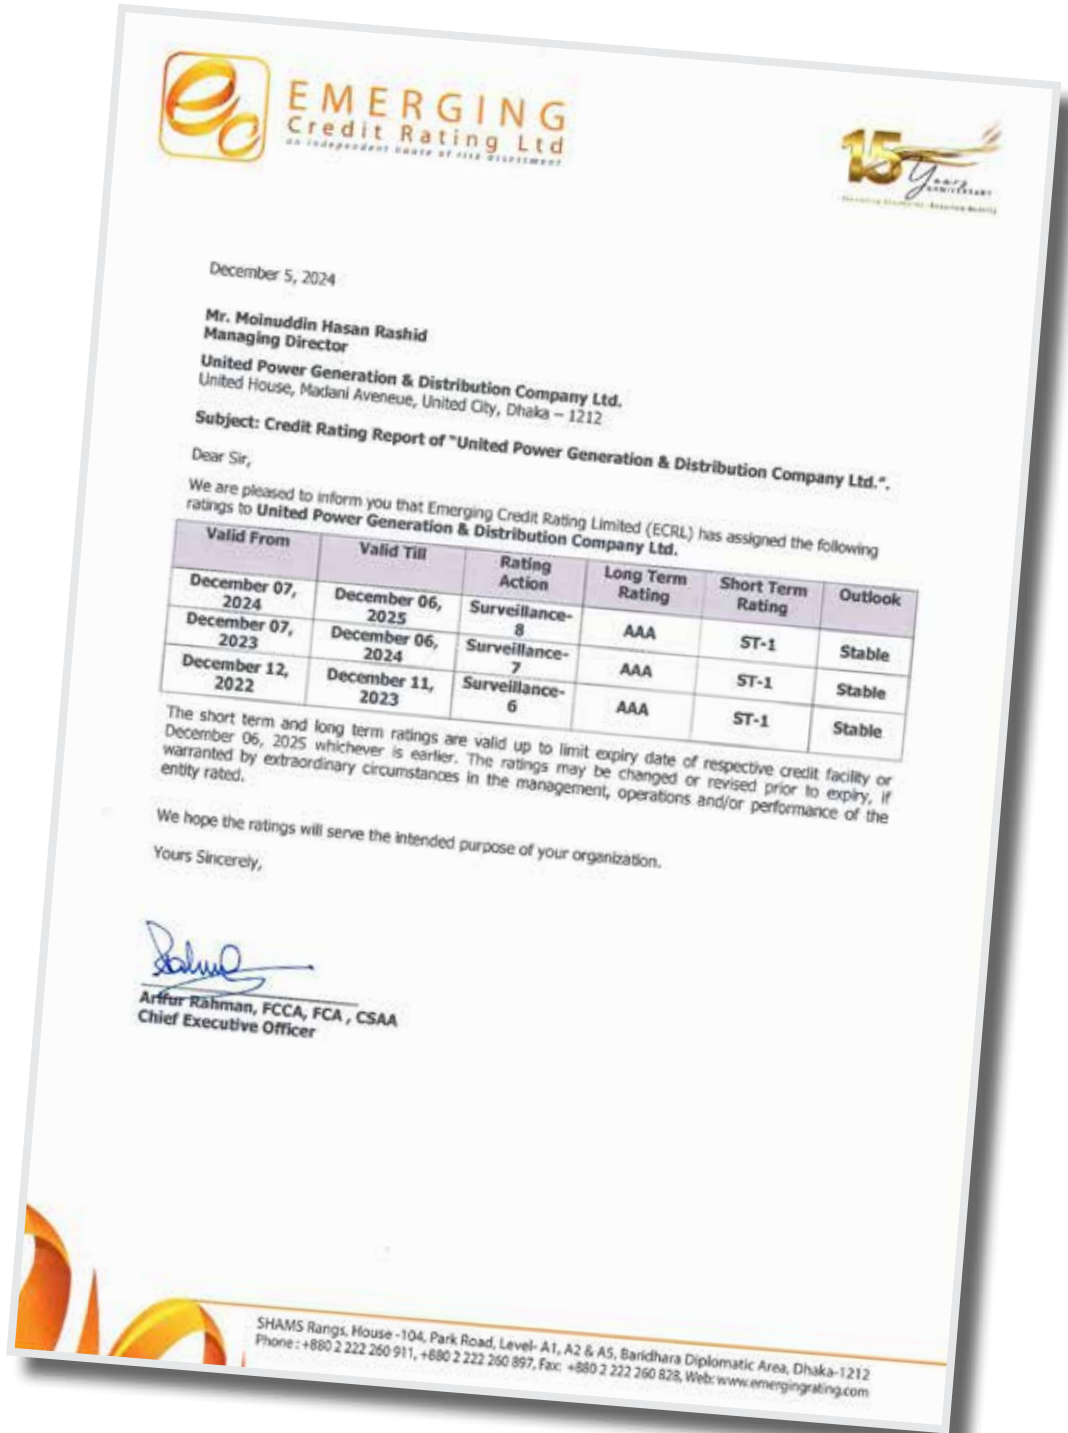 EMERGING
Credit Rating Ltd
an independent house of risk assessment
15 Years
ANNIVERSARY
December 5, 2024
Mr. Moinuddin Hasan Rashid
Managing Director
United Power Generation & Distribution Company Ltd.
United House, Madani Aveneue, United City, Dhaka – 1212
Subject: Credit Rating Report of "United Power Generation & Distribution Company Ltd.".
Dear Sir,
We are pleased to inform you that Emerging Credit Rating Limited (ECRL) has assigned the following
ratings to United Power Generation & Distribution Company Ltd.
Valid From Valid Till Rating Action Long Term Rating Short Term Rating Outlook
December 07, 2024 December 06, 2025 Surveillance-8 AAA ST-1 Stable
December 07, 2023 December 06, 2024 Surveillance-7 AAA ST-1 Stable
December 12, 2022 December 11, 2023 Surveillance-6 AAA ST-1 Stable
The short term and long term ratings are valid up to limit expiry date of respective credit facility or
December 06, 2025 whichever is earlier. The ratings may be changed or revised prior to expiry, if
warranted by extraordinary circumstances in the management, operations and/or performance of the
entity rated.
We hope the ratings will serve the intended purpose of your organization.
Yours Sincerely,
Arifur Rahman, FCCA, FCA , CSAA
Chief Executive Officer
SHAMS Rangs, House -104, Park Road, Level- A1, A2 & A5, Baridhara Diplomatic Area, Dhaka-1212
Phone : +880 2 222 260 911, +880 2 222 260 897, Fax: +880 2 222 260 828, Web: www.emergingrating.com